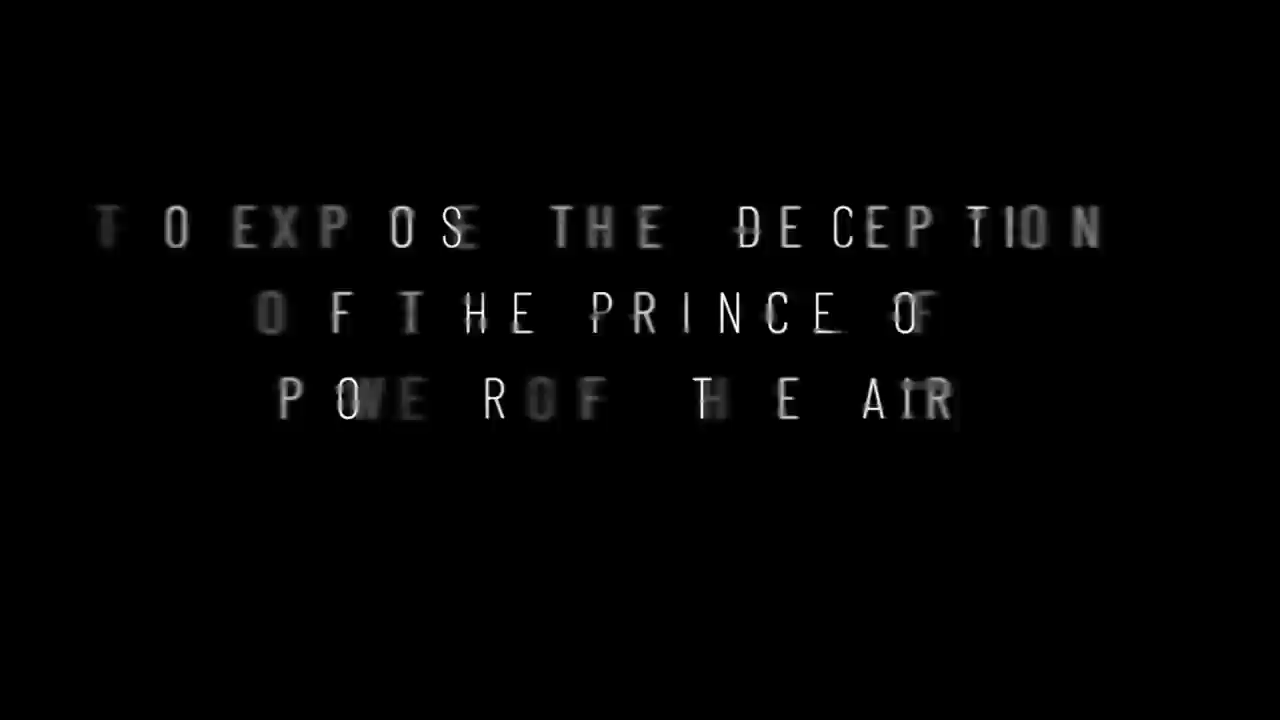 TO EXPOSE THE DECEPTION
OF THE PRINCE OF
POWER OF THE AIR